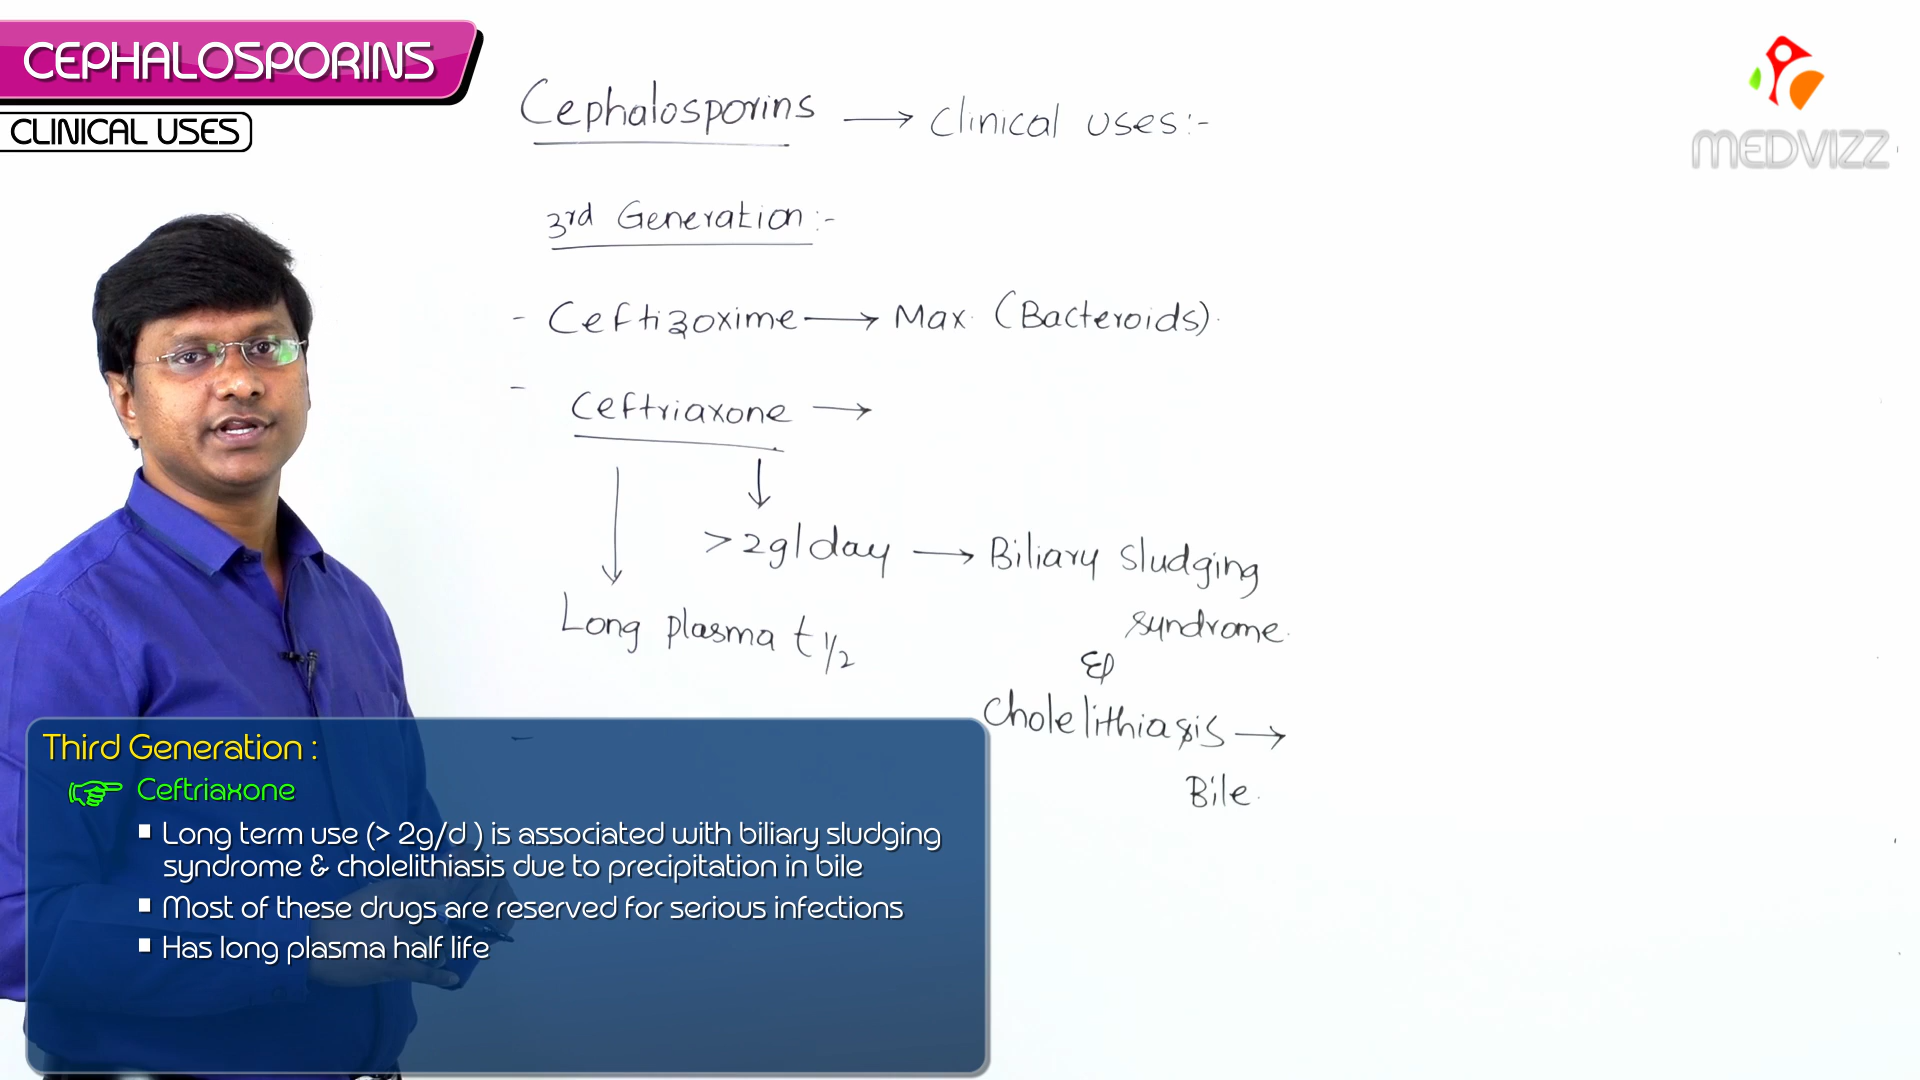 CEPHALOSPORINS
CLINICAL USES
MEDVIZZ
Cephalosporins → Clinical uses:-
3rd Generation:-
- Ceftizoxime → Max. (Bacteroids).
- Ceftriaxone →
>2g/day → Biliary sludging
syndrome.
Long plasma t 1/2
&
Cholelithiasis →
Bile.
Third Generation :
Ceftriaxone
▪ Long term use (> 2g/d ) is associated with biliary sludging
syndrome & cholelithiasis due to precipitation in bile
▪ Most of these drugs are reserved for serious infections
▪ Has long plasma half life